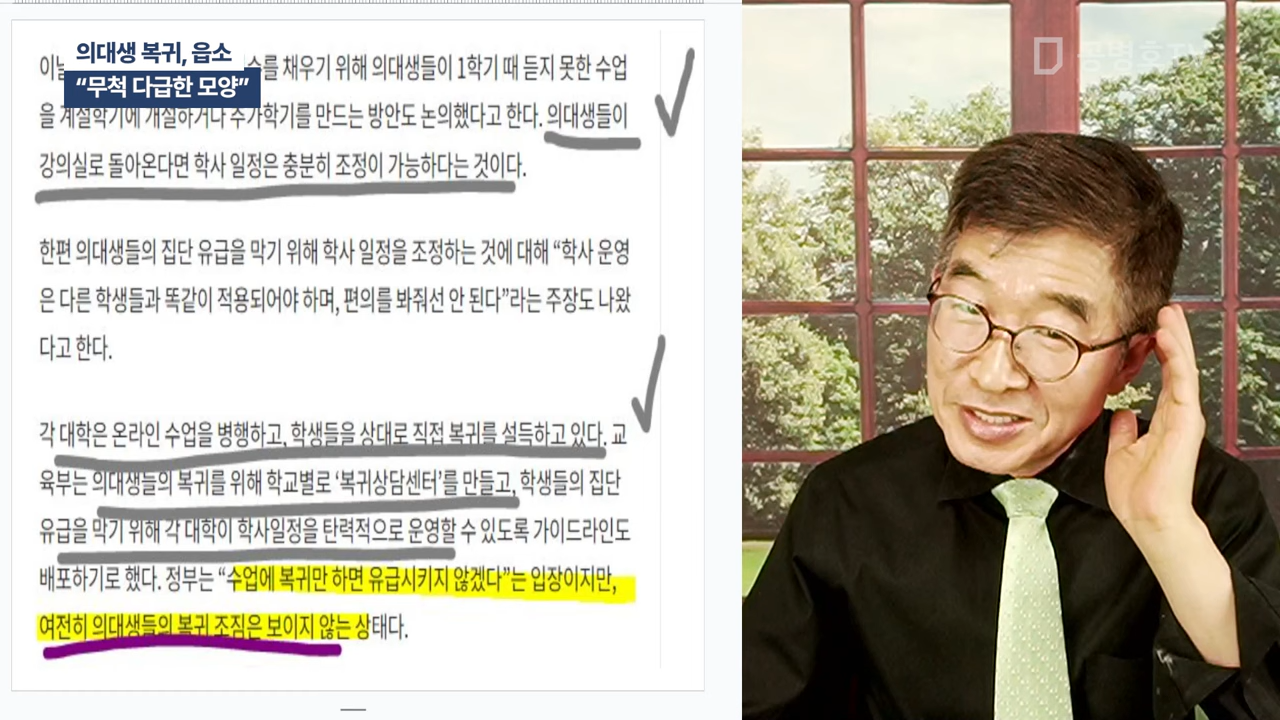 의대생 복귀, 읍소
“무척 다급한 모양”
이날 수를 채우기 위해 의대생들이 1학기 때 듣지 못한 수업
을 계절학기에 개설하거나 추가학기를 만드는 방안도 논의했다고 한다. 의대생들이
강의실로 돌아온다면 학사 일정은 충분히 조정이 가능하다는 것이다.
한편 의대생들의 집단 유급을 막기 위해 학사 일정을 조정하는 것에 대해 “학사 운영
은 다른 학생들과 똑같이 적용되어야 하며, 편의를 봐줘선 안 된다”라는 주장도 나왔
다고 한다.
각 대학은 온라인 수업을 병행하고, 학생들을 상대로 직접 복귀를 설득하고 있다. 교
육부는 의대생들의 복귀를 위해 학교별로 ‘복귀상담센터’를 만들고, 학생들의 집단
유급을 막기 위해 각 대학이 학사일정을 탄력적으로 운영할 수 있도록 가이드라인도
배포하기로 했다. 정부는 “수업에 복귀만 하면 유급시키지 않겠다”는 입장이지만,
여전히 의대생들의 복귀 조짐은 보이지 않는 상태다.